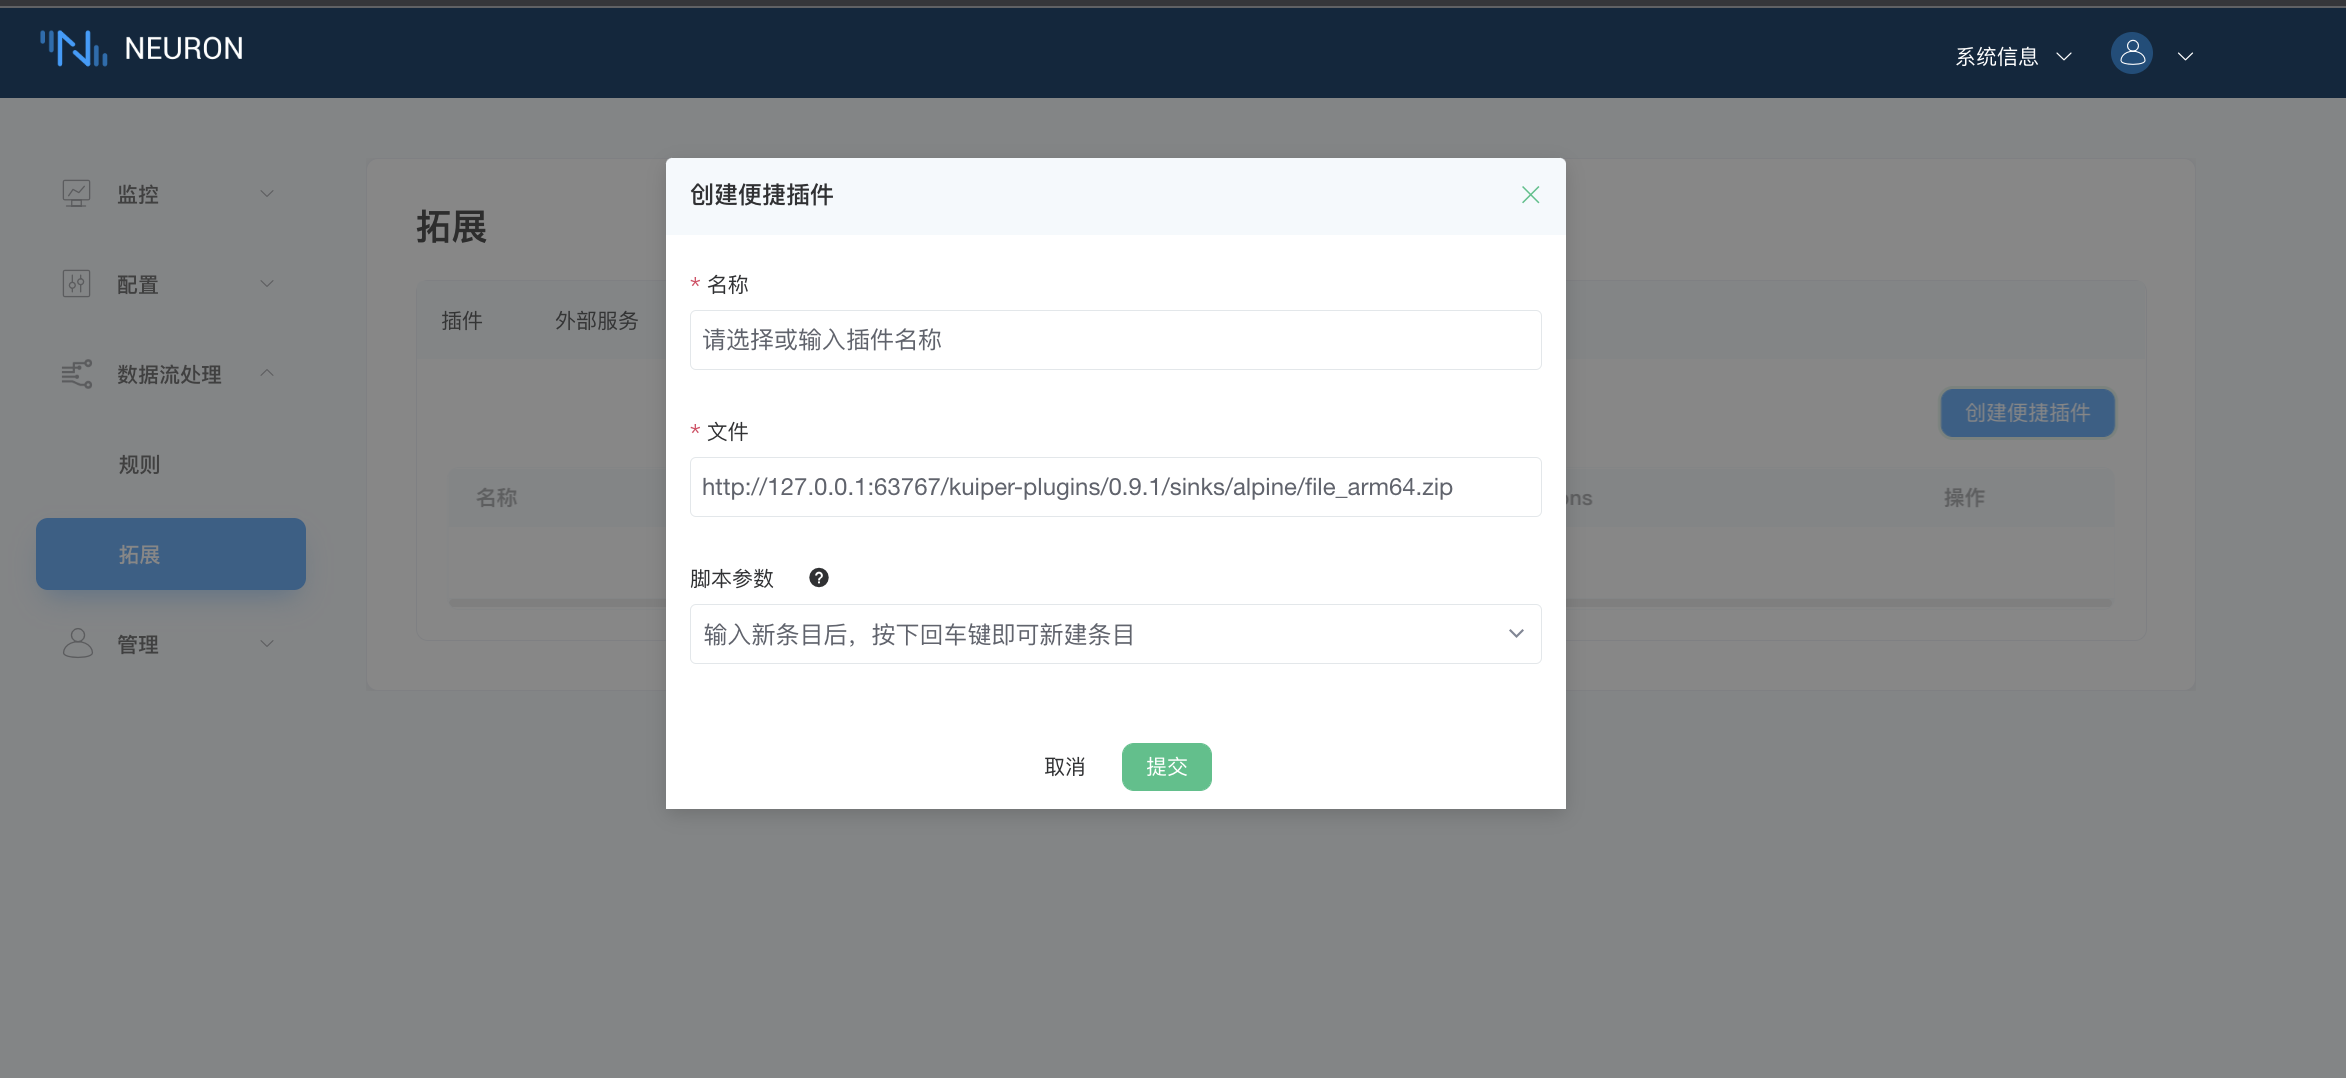 NEURON
系统信息
监控
配置
数据流处理
规则
拓展
管理
拓展
插件
外部服务
创建便捷插件
名称
ons
操作
创建便捷插件
* 名称
请选择或输入插件名称
* 文件
http://127.0.0.1:63767/kuiper-plugins/0.9.1/sinks/alpine/file_arm64.zip
脚本参数 ?
输入新条目后，按下回车键即可新建条目
取消
提交